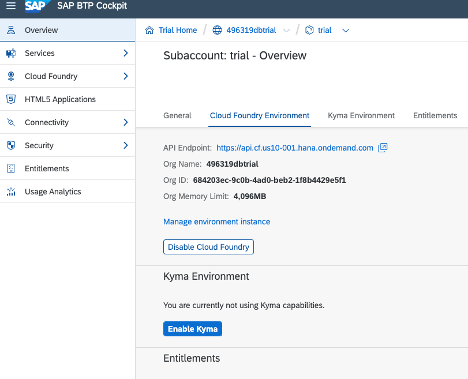 SAP SAP BTP Cockpit
Overview
Services
Cloud Foundry
HTML5 Applications
Connectivity
Security
Entitlements
Usage Analytics
Trial Home / 496319dbtrial / trial
Subaccount: trial - Overview
General Cloud Foundry Environment Kyma Environment Entitlements
API Endpoint: https://api.cf.us10-001.hana.ondemand.com
Org Name: 496319dbtrial
Org ID: 684203ec-9c0b-4ad0-beb2-1f8b4429e5f1
Org Memory Limit: 4,096MB
Manage environment instance
Disable Cloud Foundry
Kyma Environment
You are currently not using Kyma capabilities.
Enable Kyma
Entitlements